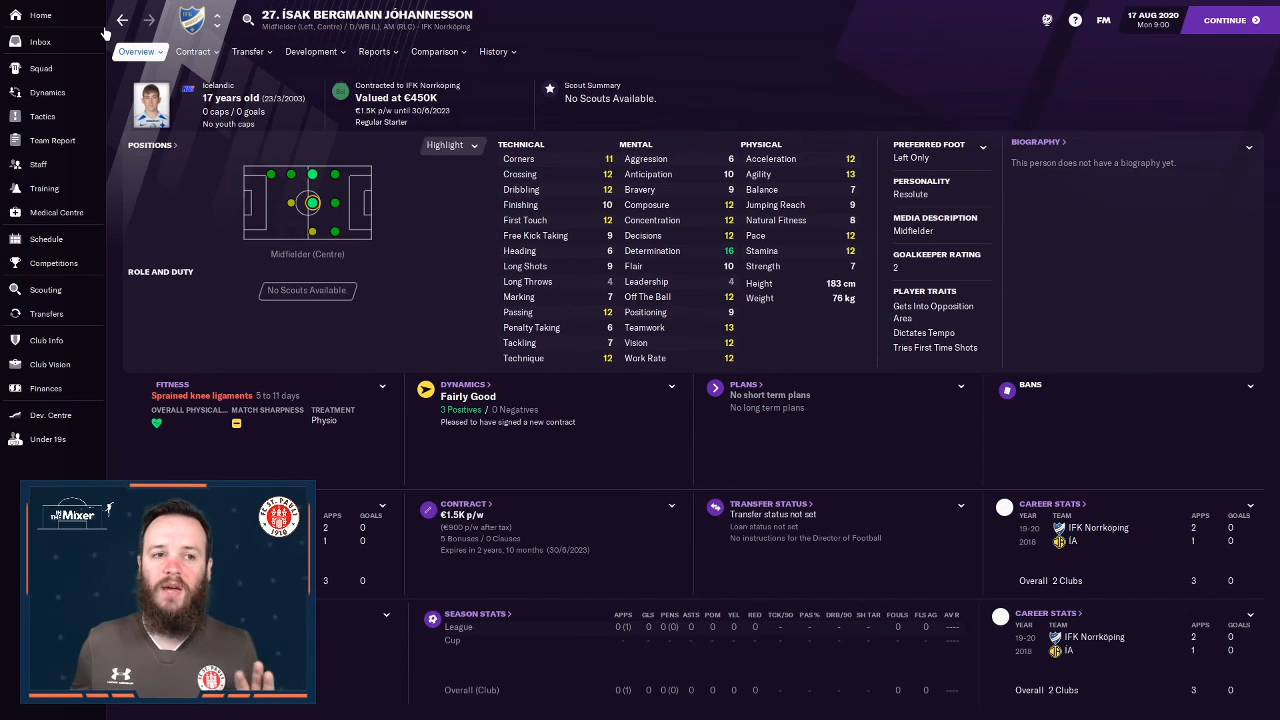 Home
Inbox
Squad
Dynamics
Tactics
Team Report
Staff
Training
Medical Centre
Schedule
Competitions
Scouting
Transfers
Club Info
Club Vision
Finances
Dev. Centre
Under 19s
27. ÍSAK BERGMANN JÓHANNESSON
Midfielder (Left, Centre) / D/WB (L), AM (RLC) - IFK Norrköping
FM
17 AUG 2020
Mon 9:00
CONTINUE
Overview Contract Transfer Development Reports Comparison History
Icelandic
17 years old (23/3/2003)
0 caps / 0 goals
No youth caps
Contracted to IFK Norrköping
Valued at €450K
€1.5K p/w until 30/6/2023
Regular Starter
Scout Summary
No Scouts Available.
POSITIONS
Highlight
Midfielder (Centre)
ROLE AND DUTY
No Scouts Available.
TECHNICAL
Corners 11
Crossing 12
Dribbling 12
Finishing 10
First Touch 12
Free Kick Taking 9
Heading 6
Long Shots 9
Long Throws 4
Marking 7
Passing 12
Penalty Taking 6
Tackling 7
Technique 12
MENTAL
Aggression 6
Anticipation 10
Bravery 9
Composure 12
Concentration 12
Decisions 12
Determination 16
Flair 10
Leadership 4
Off The Ball 12
Positioning 9
Teamwork 13
Vision 12
Work Rate 12
PHYSICAL
Acceleration 12
Agility 13
Balance 7
Jumping Reach 9
Natural Fitness 8
Pace 12
Stamina 12
Strength 7
Height 183 cm
Weight 76 kg
PREFERRED FOOT
Left Only
PERSONALITY
Resolute
MEDIA DESCRIPTION
Midfielder
GOALKEEPER RATING
2
PLAYER TRAITS
Gets Into Opposition
Area
Dictates Tempo
Tries First Time Shots
BIOGRAPHY
This person does not have a biography yet.
FITNESS
Sprained knee ligaments 5 to 11 days
OVERALL PHYSICAL... MATCH SHARPNESS TREATMENT
Physio
DYNAMICS
Fairly Good
3 Positives / 0 Negatives
Pleased to have signed a new contract
PLANS
No short term plans
No long term plans
BANS
APPS GOALS
2 0
1 0
3 0
CONTRACT
€1.5K p/w
(€900 p/w after tax)
5 Bonuses / 0 Clauses
Expires in 2 years, 10 months (30/6/2023)
TRANSFER STATUS
Transfer status not set
Loan status not set
No instructions for the Director of Football
CAREER STATS
YEAR TEAM APPS GOALS
19-20 IFK Norrköping 2 0
2018 ÍA 1 0
Overall 2 Clubs 3 0
SEASON STATS APPS GLS PENS ASTS POM YEL RED TCK/90 PAS % DRB/90 SH TAR FOULS FLS AG AV R
League 0 (1) 0 0 (0) 0 0 0 0 - - - - 0 0 ----
Cup - - - - ----
Overall (Club) 0 (1) 0 0 (0) 0 0 0 0 - - - - 0 0 ----
CAREER STATS
YEAR TEAM APPS GOALS
19-20 IFK Norrköping 2 0
2018 ÍA 1 0
Overall 2 Clubs 3 0
IN THE Mixer
FC ST. PAULI
1910